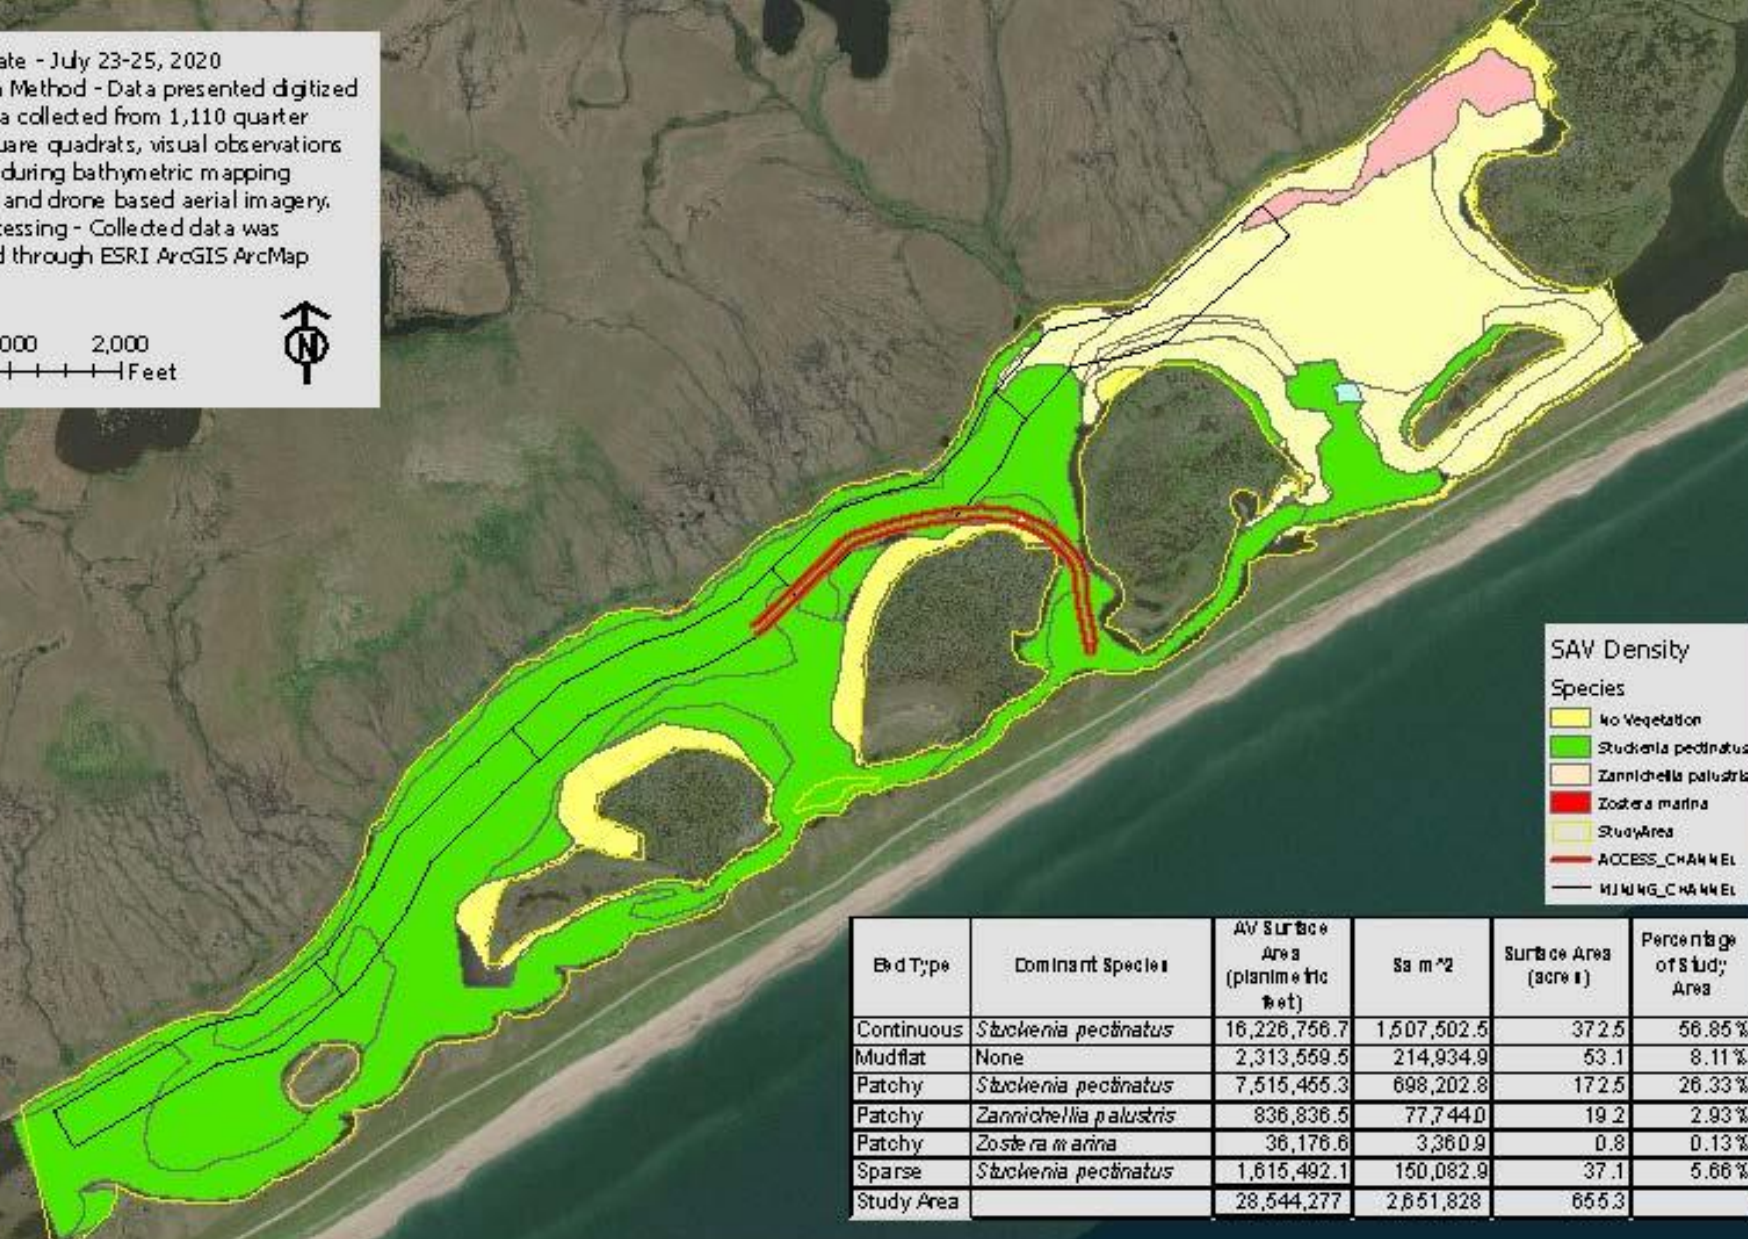 ate - July 23-25, 2020
Method - Data presented digitized
a collected from 1,110 quarter
uare quadrats, visual observations
during bathymetric mapping
and drone based aerial imagery.
essing - Collected data was
d through ESRI ArcGIS ArcMap
000 2,000
Feet
N
SAV Density
Species
No Vegetation
Stuckenia pectinatus
Zannichellia palustris
Zostera marina
StudyArea
ACCESS_CHANNEL
MINING_CHANNEL
Bed Type Dominant Species AV Surface Area (planimetric feet) Sa m^2 Surface Area (acres) Percentage of Study Area
Continuous Stuckenia pectinatus 16,226,756.7 1,507,502.5 372.5 56.85%
Mudflat None 2,313,559.5 214,934.9 53.1 8.11%
Patchy Stuckenia pectinatus 7,515,455.3 698,202.8 172.5 26.33%
Patchy Zannichellia palustris 836,836.5 77,744.0 19.2 2.93%
Patchy Zostera marina 36,176.6 3,360.9 0.8 0.13%
Sparse Stuckenia pectinatus 1,615,492.1 150,082.9 37.1 5.66%
Study Area 28,544,277 2,651,828 655.3